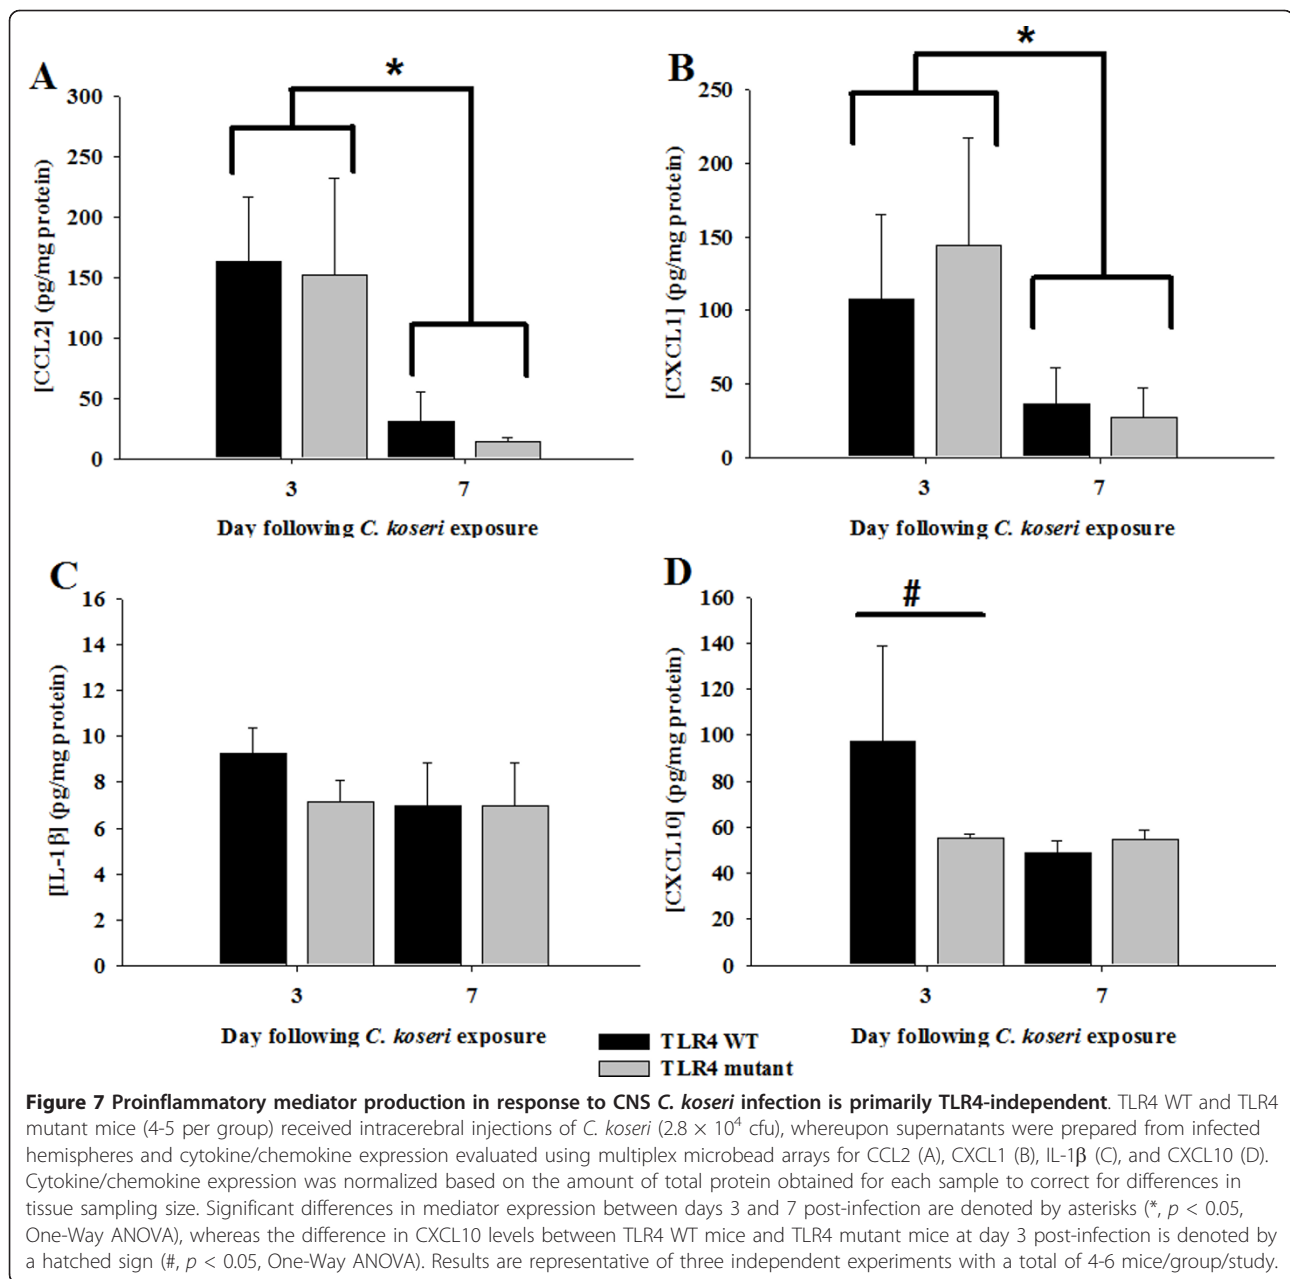 A
*
300
250
200
150
100
50
0
[CCL2] (pg/mg protein)
3
7
Day following C. koseri exposure
B
*
250
200
150
100
50
0
[CXCL1] (pg/mg protein)
3
7
Day following C. koseri exposure
C
16
14
12
10
8
6
4
2
0
[IL-1β] (pg/mg protein)
3
7
Day following C. koseri exposure
D
#
160
140
120
100
80
60
40
20
0
[CXCL10] (pg/mg protein)
3
7
Day following C. koseri exposure
TLR4 WT
TLR4 mutant
Figure 7 Proinflammatory mediator production in response to CNS C. koseri infection is primarily TLR4-independent. TLR4 WT and TLR4
mutant mice (4-5 per group) received intracerebral injections of C. koseri (2.8 × 10⁴ cfu), whereupon supernatants were prepared from infected
hemispheres and cytokine/chemokine expression evaluated using multiplex microbead arrays for CCL2 (A), CXCL1 (B), IL-1β (C), and CXCL10 (D).
Cytokine/chemokine expression was normalized based on the amount of total protein obtained for each sample to correct for differences in
tissue sampling size. Significant differences in mediator expression between days 3 and 7 post-infection are denoted by asterisks (*, p < 0.05,
One-Way ANOVA), whereas the difference in CXCL10 levels between TLR4 WT mice and TLR4 mutant mice at day 3 post-infection is denoted by
a hatched sign (#, p < 0.05, One-Way ANOVA). Results are representative of three independent experiments with a total of 4-6 mice/group/study.